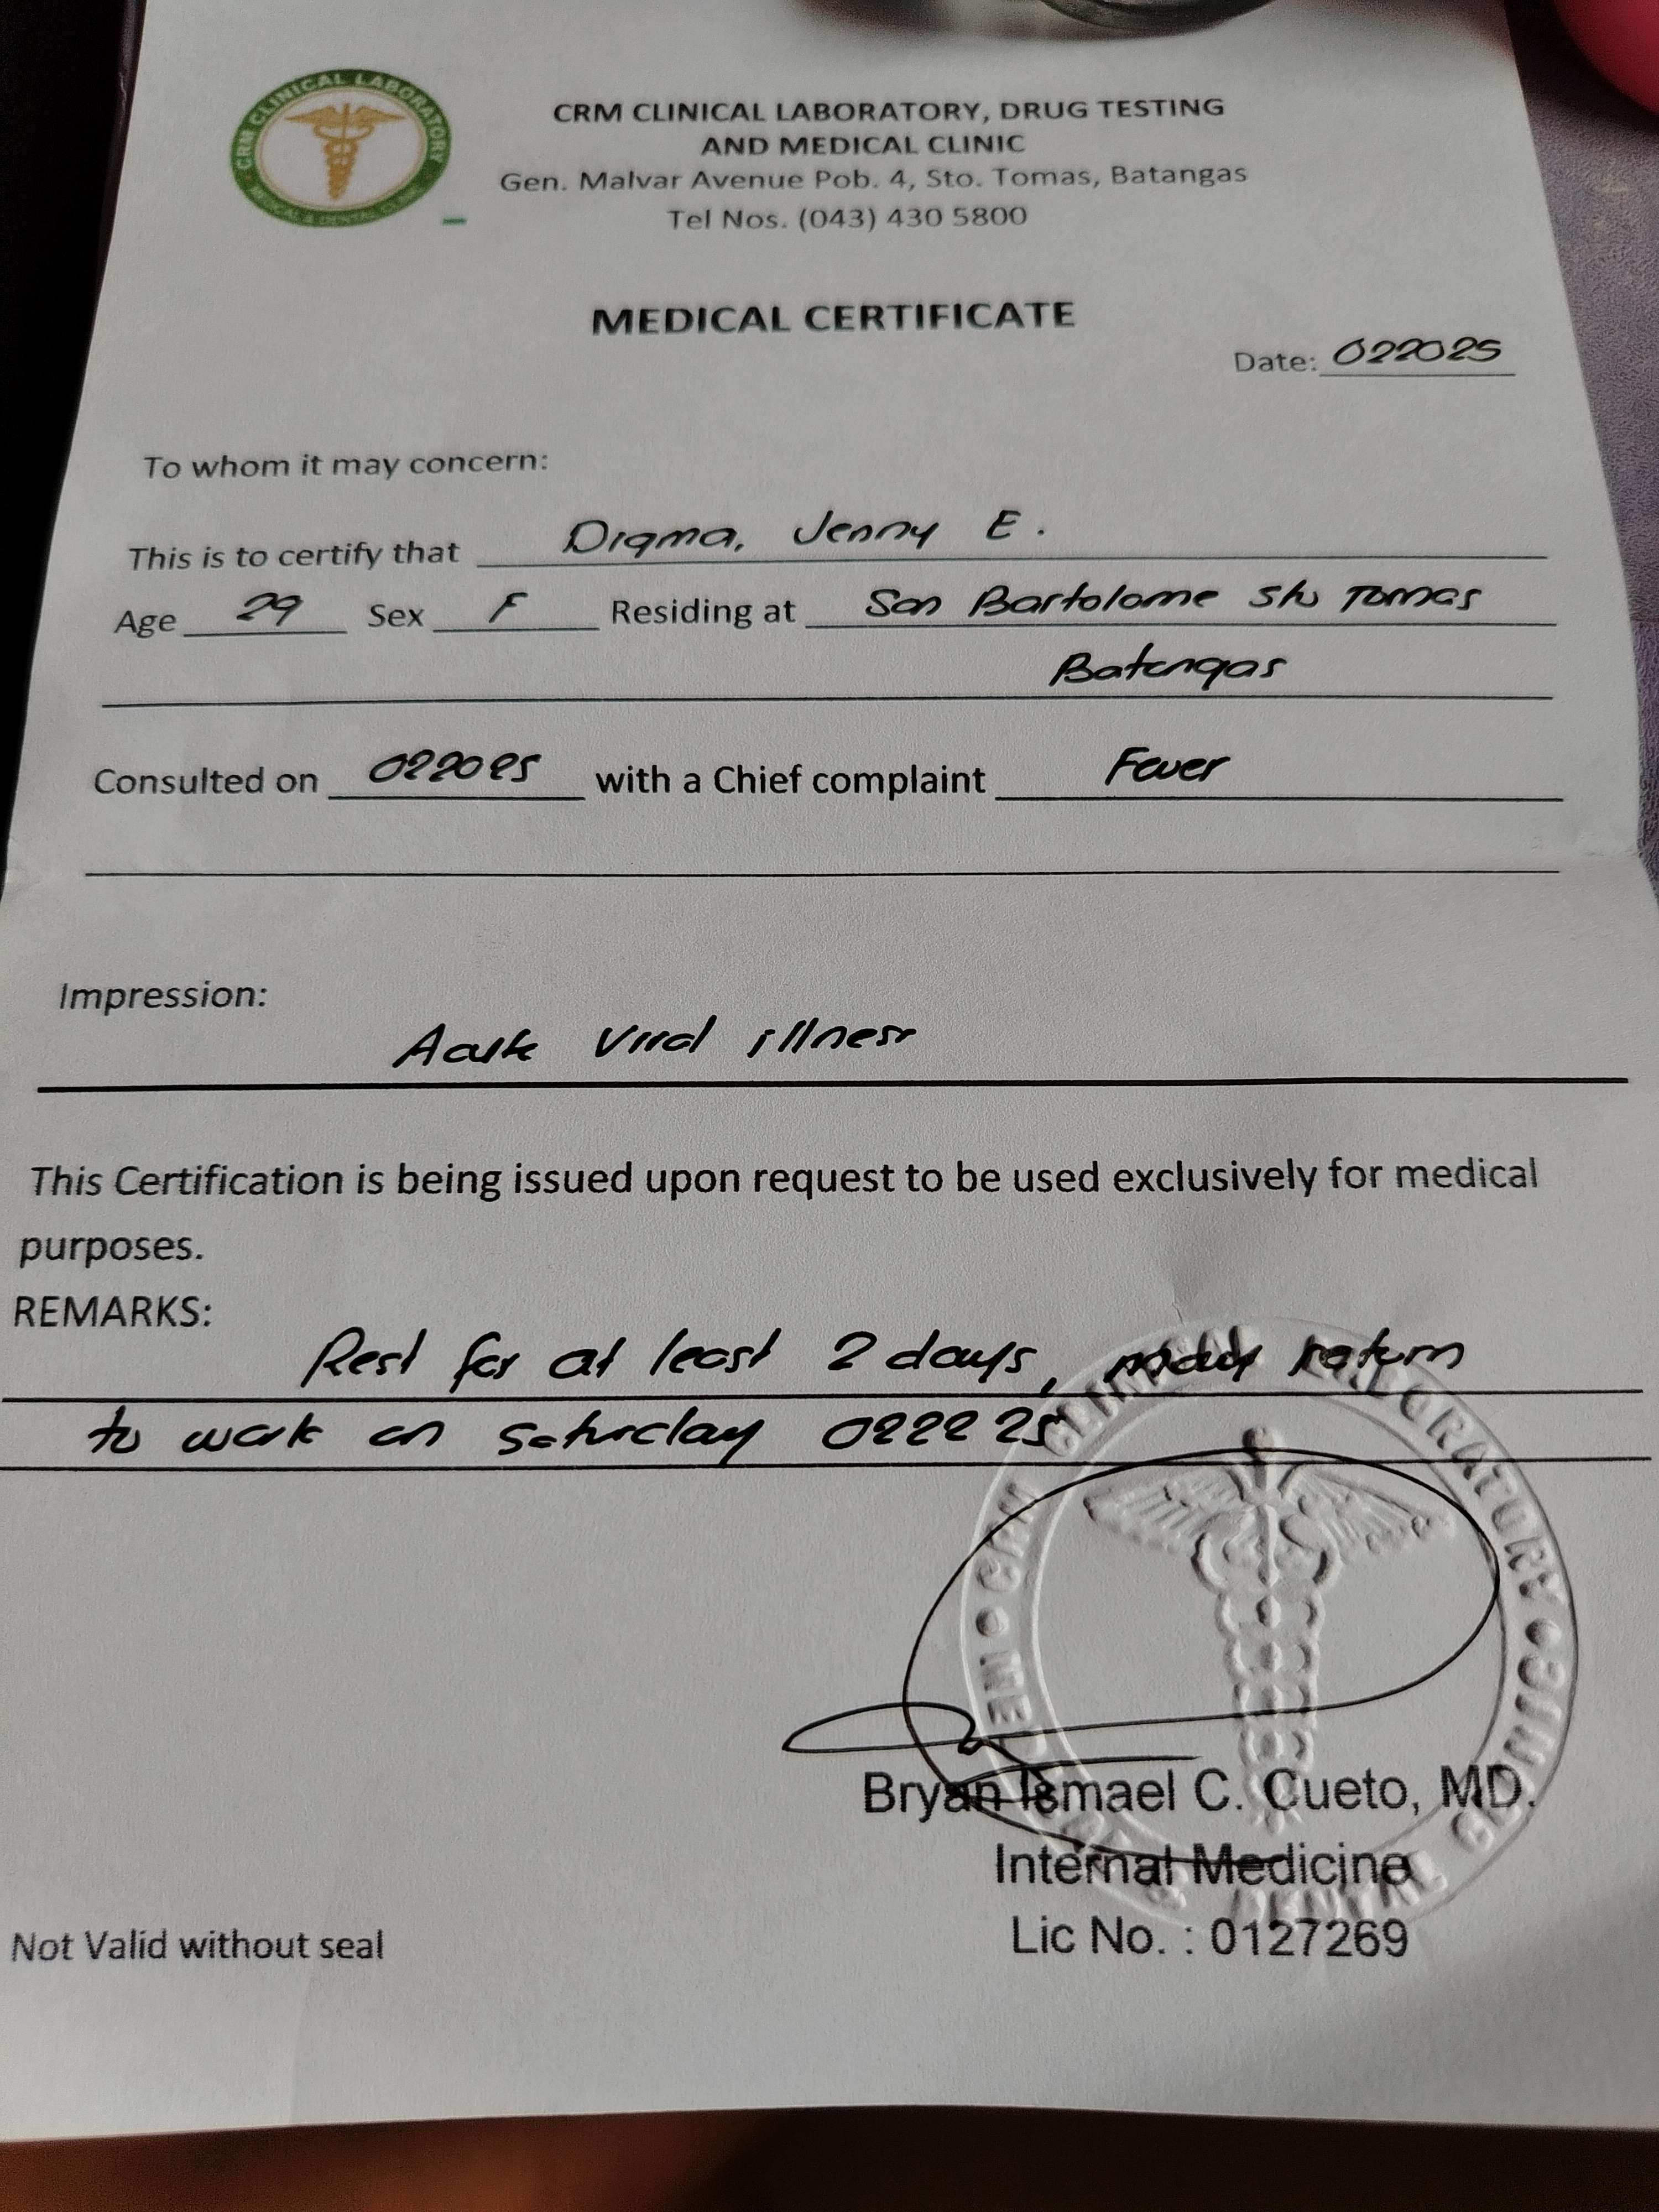 CRM CLINICAL LABORATORY
MEDICAL & DENTAL CLINIC
CRM CLINICAL LABORATORY, DRUG TESTING
AND MEDICAL CLINIC
Gen. Malvar Avenue Pob. 4, Sto. Tomas, Batangas
Tel Nos. (043) 430 5800
MEDICAL CERTIFICATE
Date: 022025
To whom it may concern:
This is to certify that Digma, Jenny E.
Age 29 Sex F Residing at San Bartolome Sto Tomas
Batangas
Consulted on 022025 with a Chief complaint Fever
Impression:
Acute Viral illness
This Certification is being issued upon request to be used exclusively for medical
purposes.
REMARKS:
Rest for at least 2 days, may return
to work on Saturday 022225
CRM CLINICAL LABORATORY • MEDICAL & DENTAL CLINIC •
Bryan Ismael C. Cueto, MD.
Internal Medicine
Lic No. : 0127269
Not Valid without seal